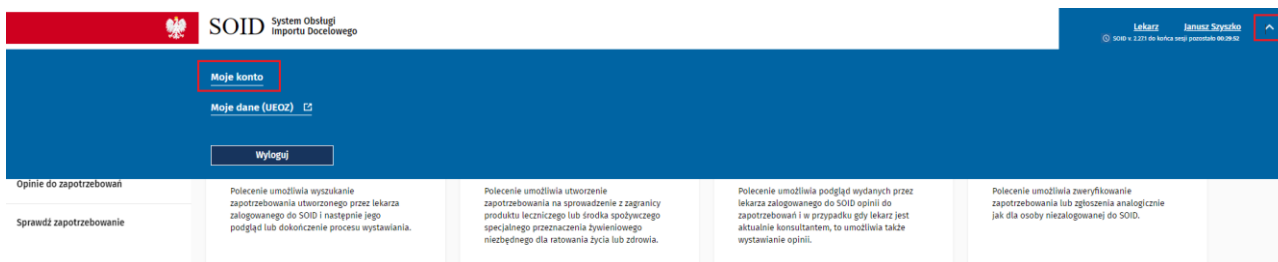 SOID System Obsługi
Importu Docelowego
Lekarz Janusz Szyszko
SOID v. 2.27.1 do końca sesji pozostało 00:29:52
Moje konto
Moje dane (UEOZ)
Wyloguj
Opinie do zapotrzebowań
Sprawdź zapotrzebowanie
Polecenie umożliwia wyszukanie
zapotrzebowania utworzonego przez lekarza
zalogowanego do SOID i następnie jego
podgląd lub dokończenie procesu wystawiania.
Polecenie umożliwia utworzenie
zapotrzebowania na sprowadzenie z zagranicy
produktu leczniczego lub środka spożywczego
specjalnego przeznaczenia żywieniowego
niezbędnego dla ratowania życia lub zdrowia.
Polecenie umożliwia podgląd wydanych przez
lekarza zalogowanego do SOID opinii do
zapotrzebowań i w przypadku gdy lekarz jest
aktualnie konsultantem, to umożliwia także
wystawianie opinii.
Polecenie umożliwia zweryfikowanie
zapotrzebowania lub zgłoszenia analogicznie
jak dla osoby niezalogowanej do SOID.